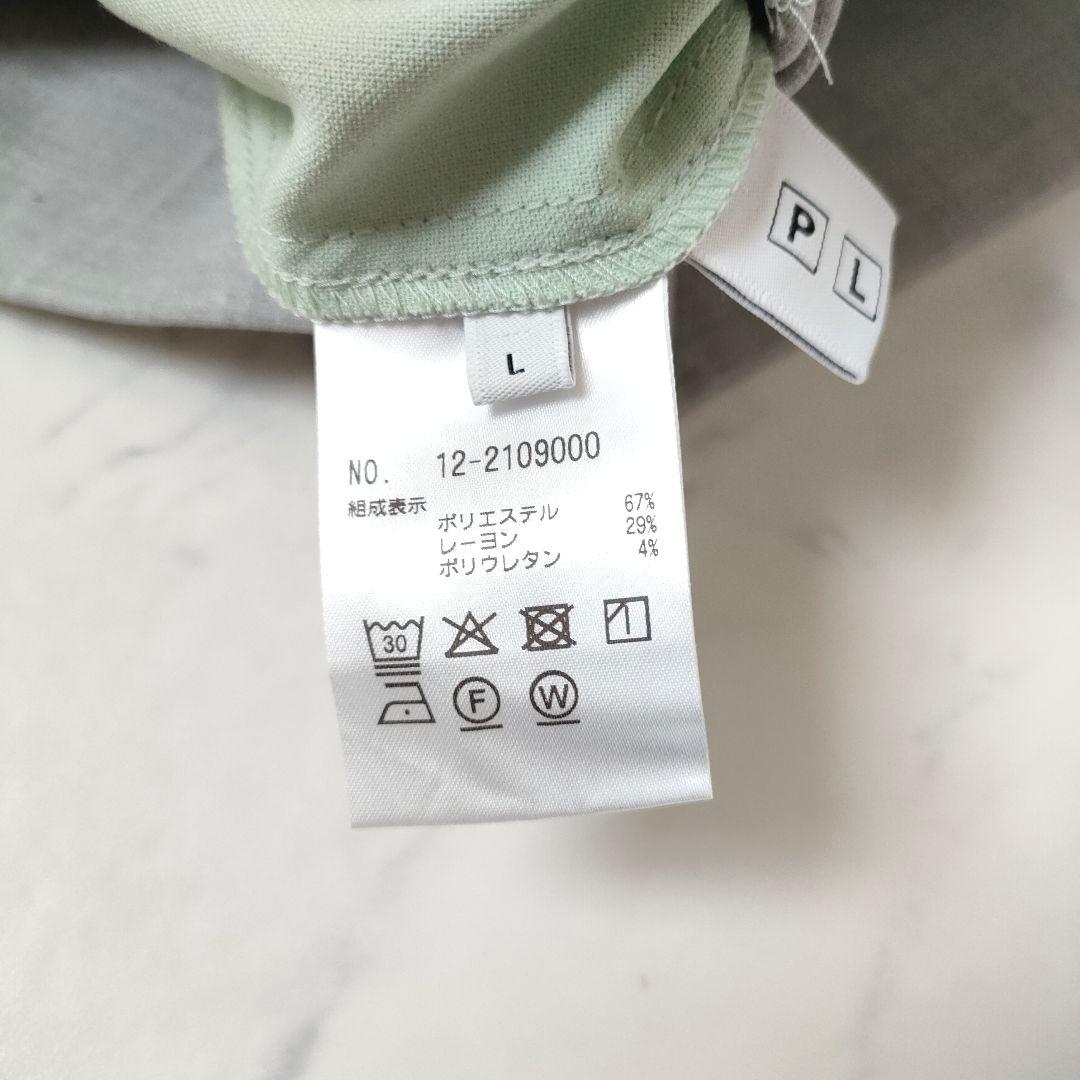 P L
L
NO. 12-2109000
組成表示
ポリエステル 67%
レーヨン 29%
ポリウレタン 4%
30
F W